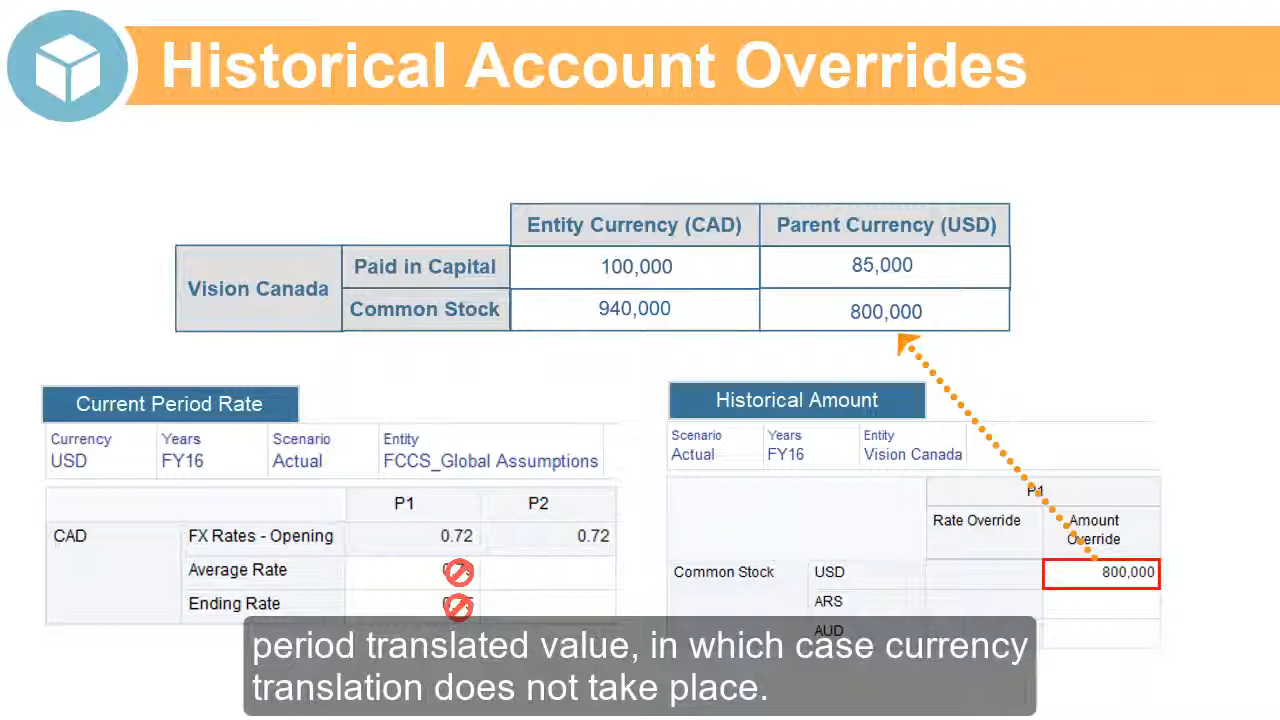 Historical Account Overrides
Entity Currency (CAD) Parent Currency (USD)
Vision Canada
Paid in Capital 100,000 85,000
Common Stock 940,000 800,000
Current Period Rate
Currency Years Scenario Entity
USD FY16 Actual FCCS_Global Assumptions
P1 P2
CAD FX Rates - Opening 0.72 0.72
Average Rate
Ending Rate
Historical Amount
Scenario Years Entity
Actual FY16 Vision Canada
P1
Rate Override Amount Override
Common Stock USD 800,000
ARS
AUD
period translated value, in which case currency
translation does not take place.